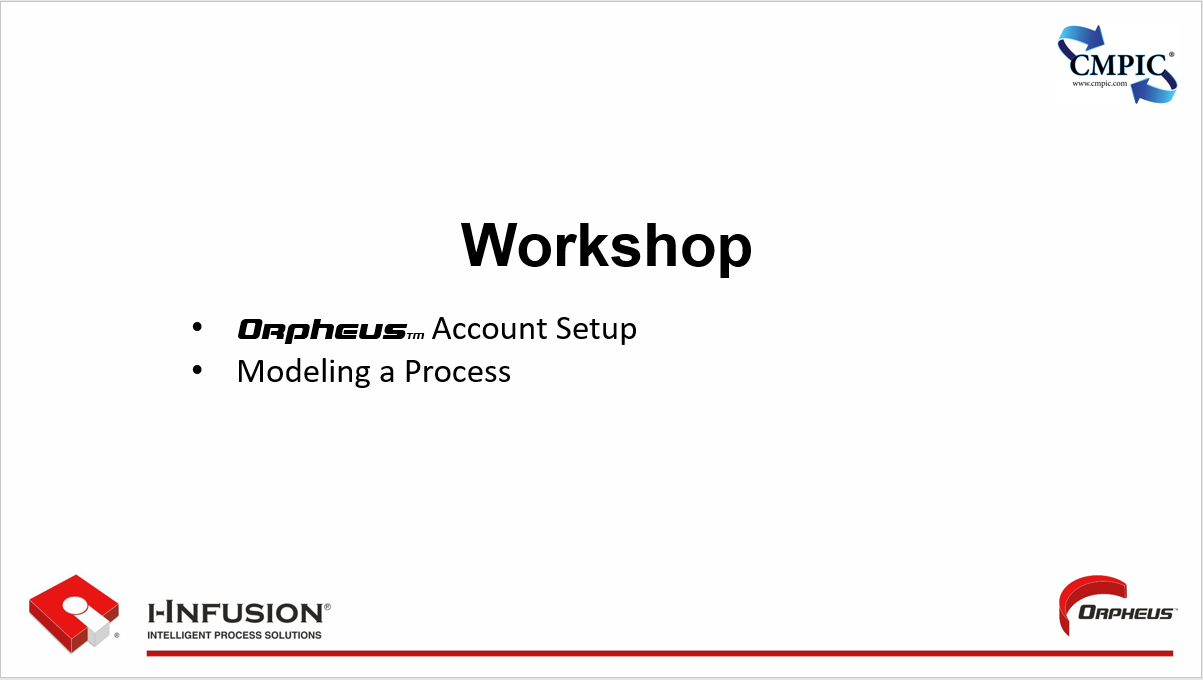 CMPIC®
www.cmpic.com
Workshop
• Orpheus™ Account Setup
• Modeling a Process
I-INFUSION®
INTELLIGENT PROCESS SOLUTIONS
®
ORPHEUS™